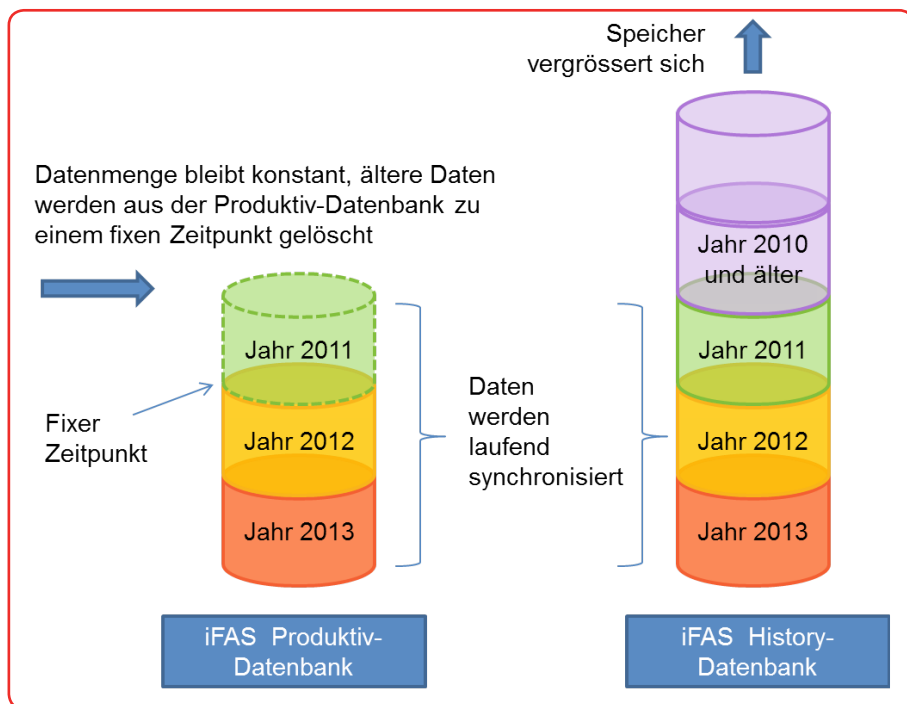 Speicher
vergrössert sich
Datenmenge bleibt konstant, ältere Daten
werden aus der Produktiv-Datenbank zu
einem fixen Zeitpunkt gelöscht
Jahr 2010
und älter
Jahr 2011
Jahr 2011
Fixer
Zeitpunkt
Daten
werden
laufend
synchronisiert
Jahr 2012
Jahr 2012
Jahr 2013
Jahr 2013
iFAS Produktiv-
Datenbank
iFAS History-
Datenbank